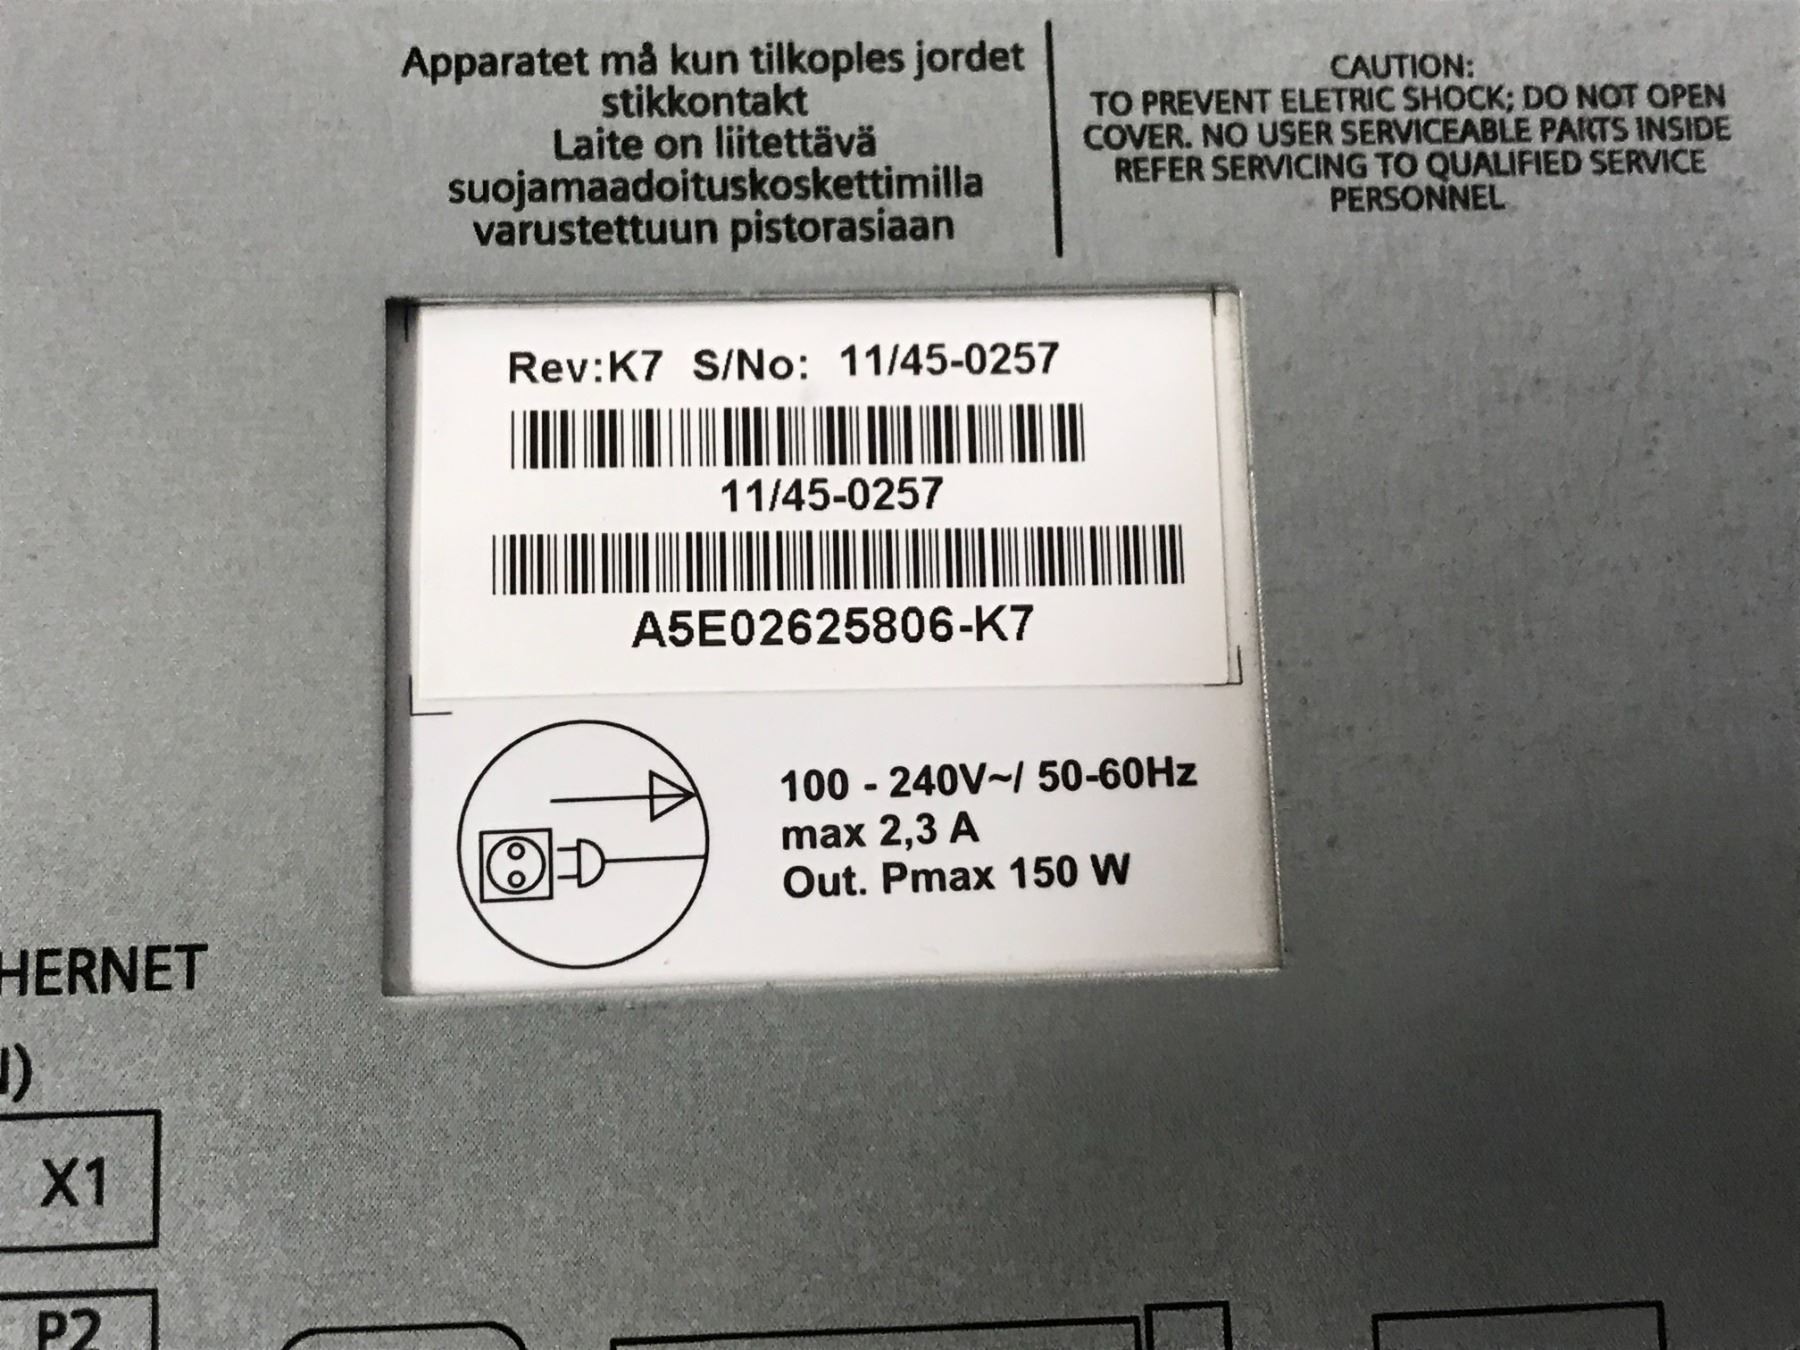 Apparatet må kun tilkoples jordet
stikkontakt
Laite on liitettävä
suojamaadoituskoskettimilla
varustettuun pistorasiaan
CAUTION:
TO PREVENT ELETRIC SHOCK; DO NOT OPEN
COVER. NO USER SERVICEABLE PARTS INSIDE
REFER SERVICING TO QUALIFIED SERVICE
PERSONNEL
Rev:K7 S/No: 11/45-0257
11/45-0257
A5E02625806-K7
100 - 240V~/ 50-60Hz
max 2,3 A
Out. Pmax 150 W
HERNET
)
X1
P2